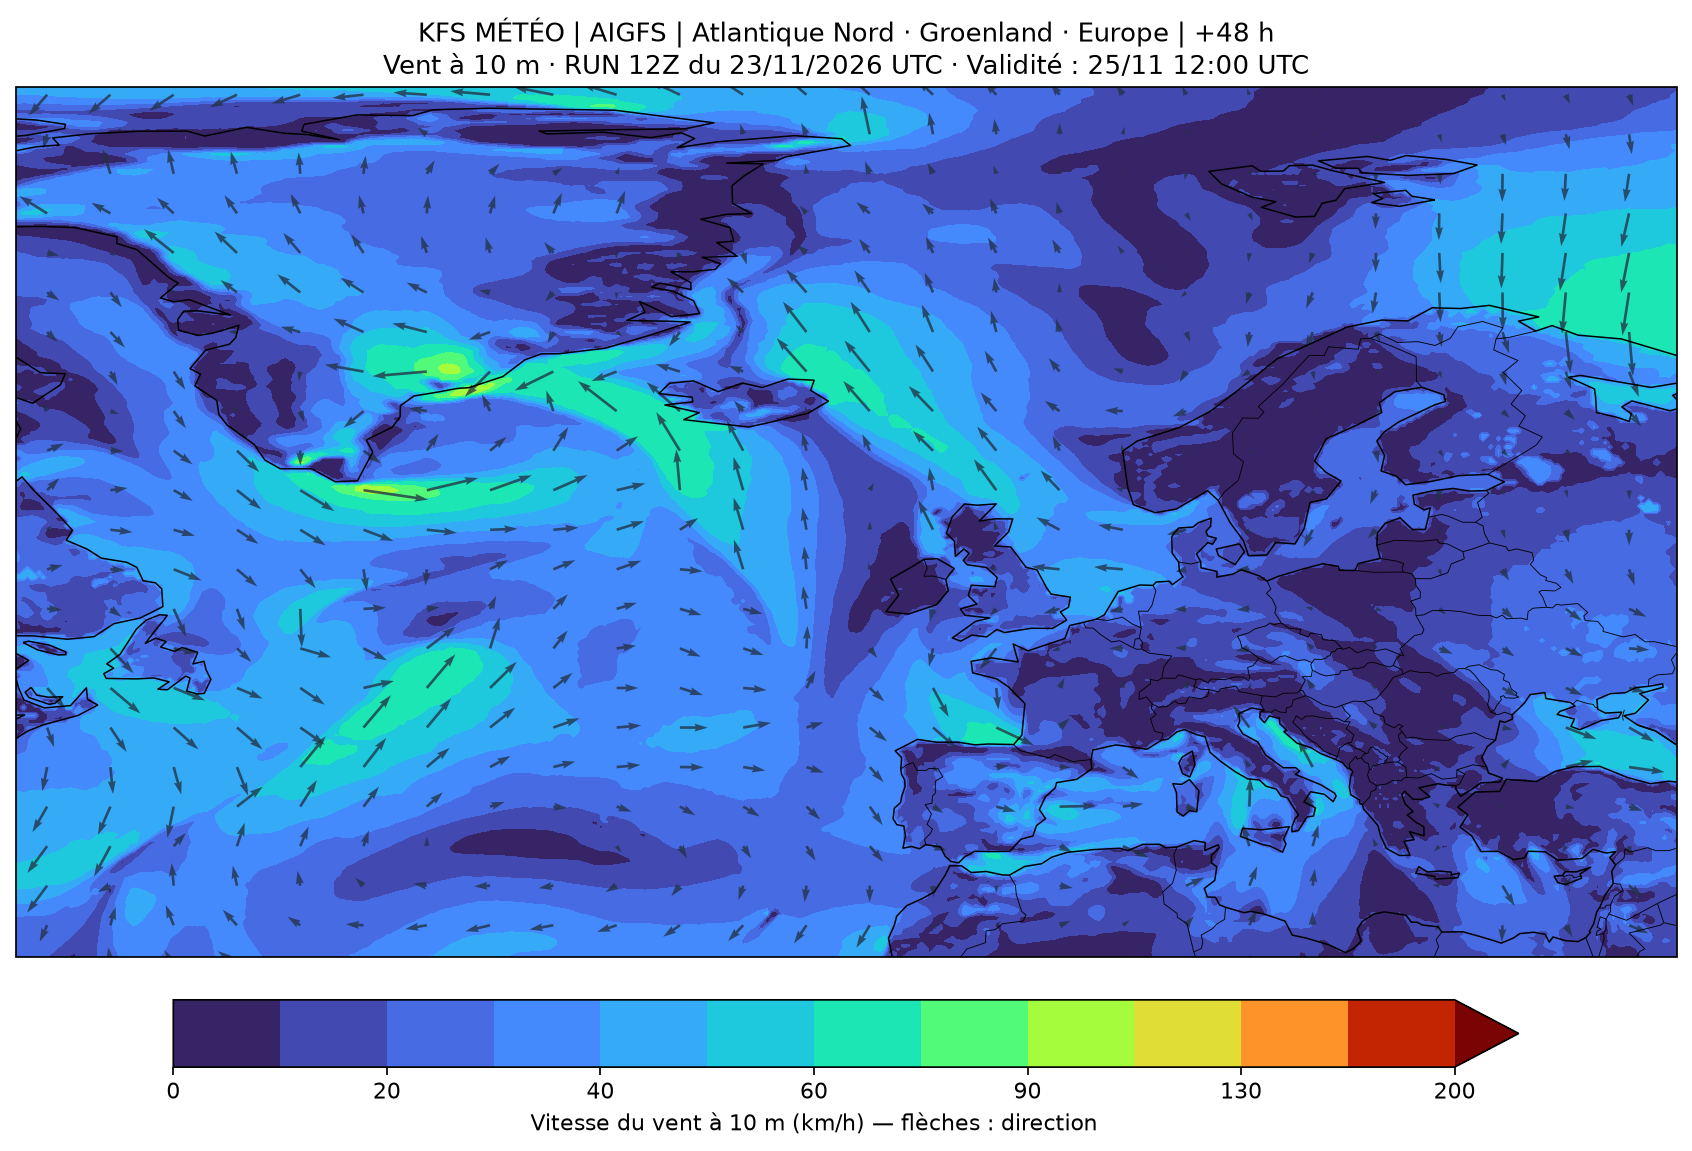 KFS MÉTÉO | AIGFS | Atlantique Nord · Groenland · Europe | +48 h
Vent à 10 m · RUN 12Z du 23/11/2026 UTC · Validité : 25/11 12:00 UTC
0 20 40 60 90 130 200
Vitesse du vent à 10 m (km/h) — flèches : direction